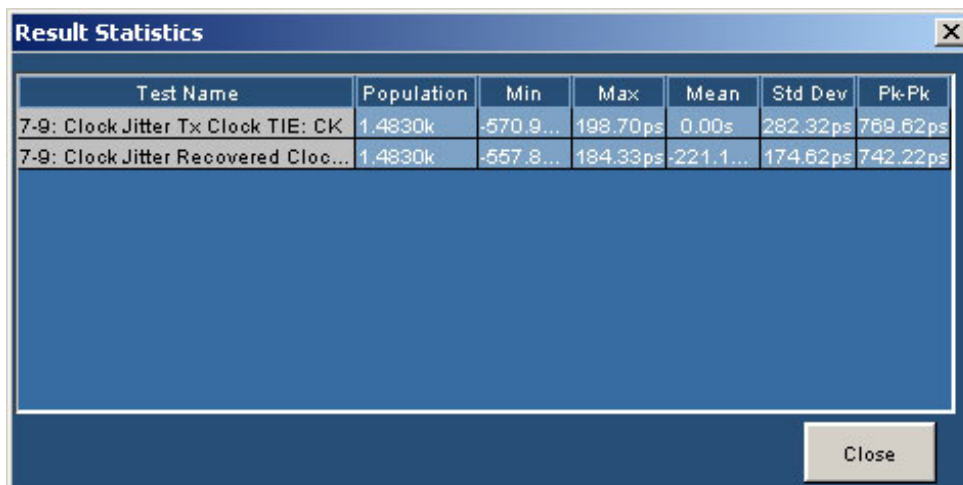 Result Statistics
Test Name Population Min Max Mean Std Dev Pk-Pk
7-9: Clock Jitter Tx Clock TIE: CK 1.4830k -570.9... 198.70ps 0.00s 282.32ps 769.62ps
7-9: Clock Jitter Recovered Cloc... 1.4830k -557.8... 184.33ps -221.1... 174.62ps 742.22ps
Close